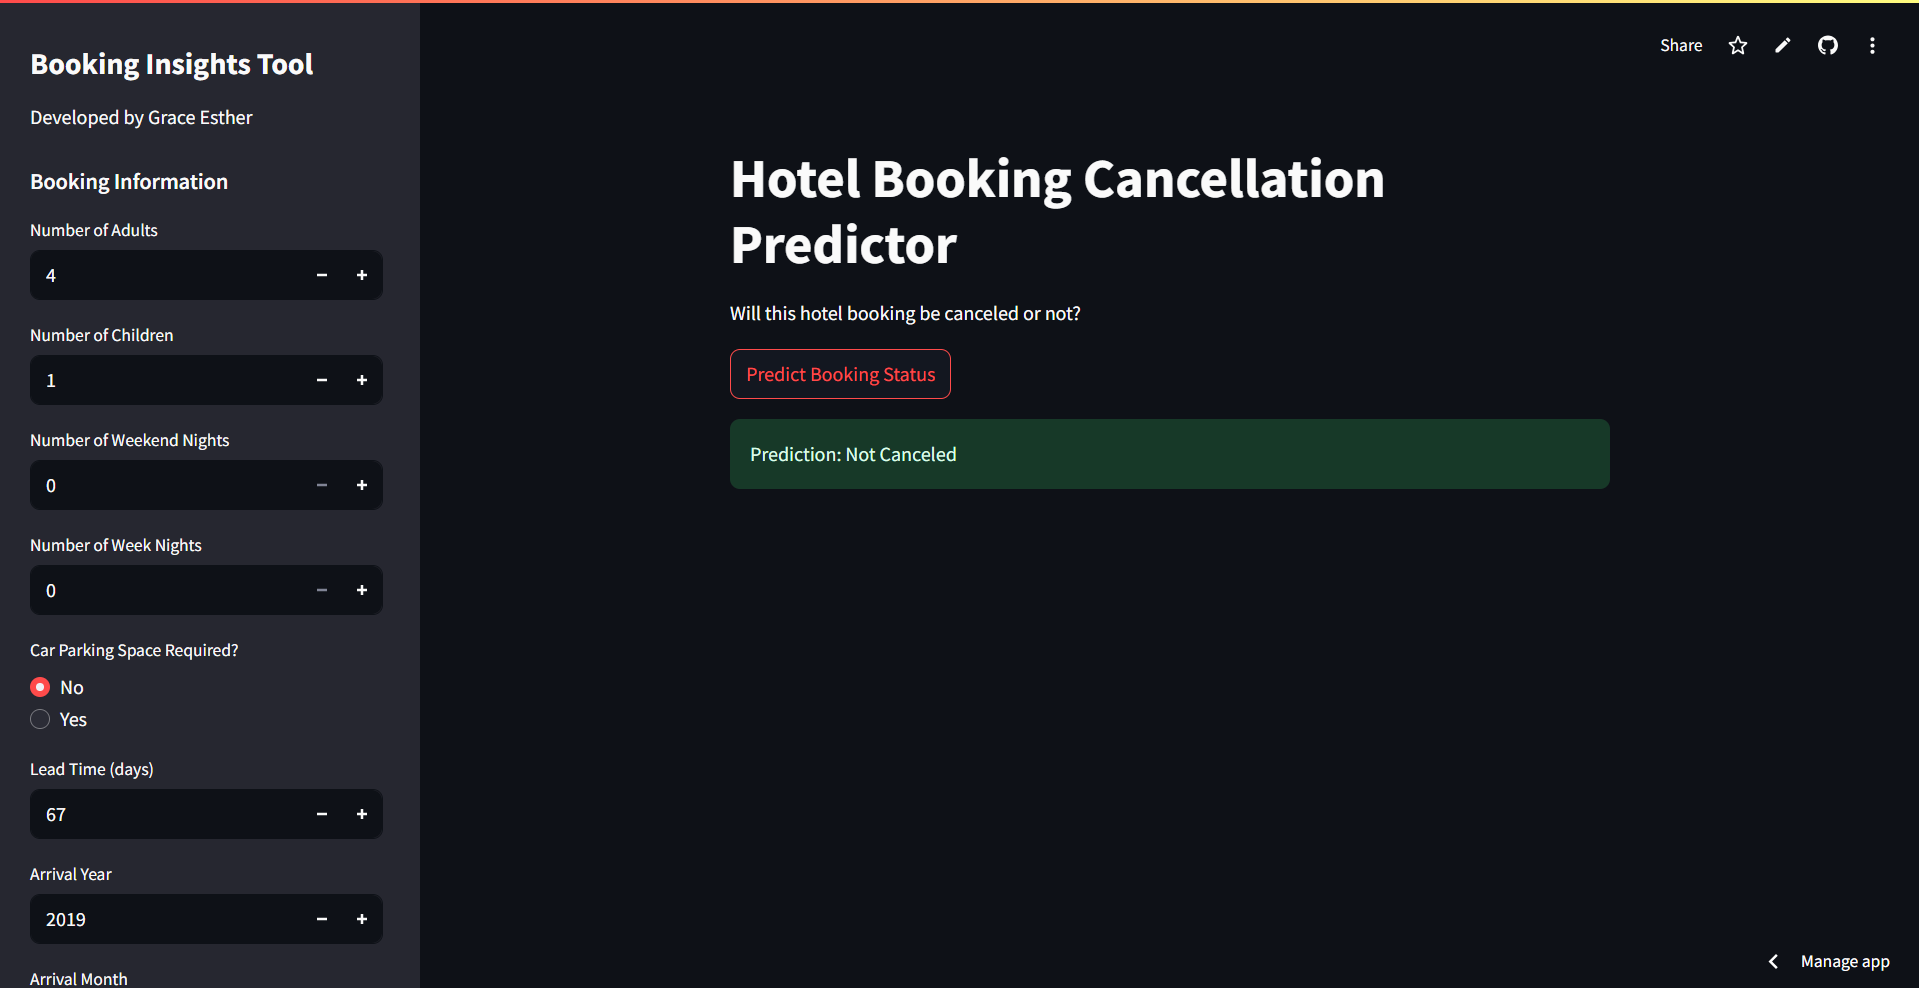 Booking Insights Tool
Developed by Grace Esther
Booking Information
Number of Adults
4
Number of Children
1
Number of Weekend Nights
0
Number of Week Nights
0
Car Parking Space Required?
No
Yes
Lead Time (days)
67
Arrival Year
2019
Arrival Month
Share
Hotel Booking Cancellation
Predictor
Will this hotel booking be canceled or not?
Predict Booking Status
Prediction: Not Canceled
Manage app